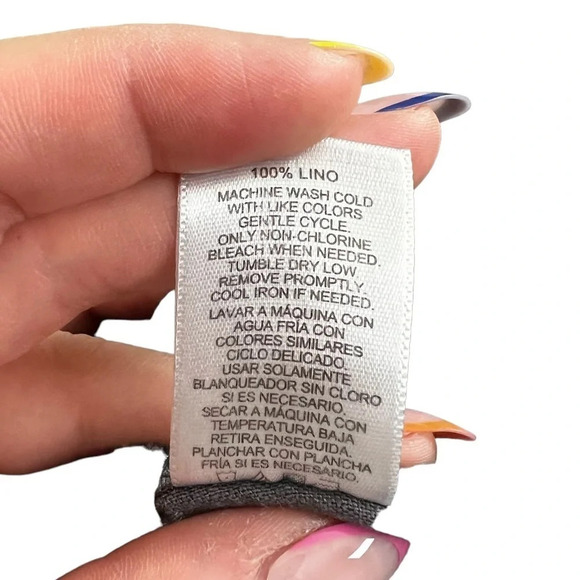 100% LINO
MACHINE WASH COLD
WITH LIKE COLORS
GENTLE CYCLE.
ONLY NON-CHLORINE
BLEACH WHEN NEEDED.
TUMBLE DRY LOW
REMOVE PROMPTLY.
COOL IRON IF NEEDED.
LAVAR A MÁQUINA CON
AGUA FRÍA CON
COLORES SIMILARES
CICLO DELICADO.
USAR SOLAMENTE
BLANQUEADOR SIN CLORO
SI ES NECESARIO.
SECAR A MÁQUINA CON
TEMPERATURA BAJA
RETIRA ENSEGUIDA.
PLANCHAR CON PLANCHA
FRÍA SI ES NECESARIO.